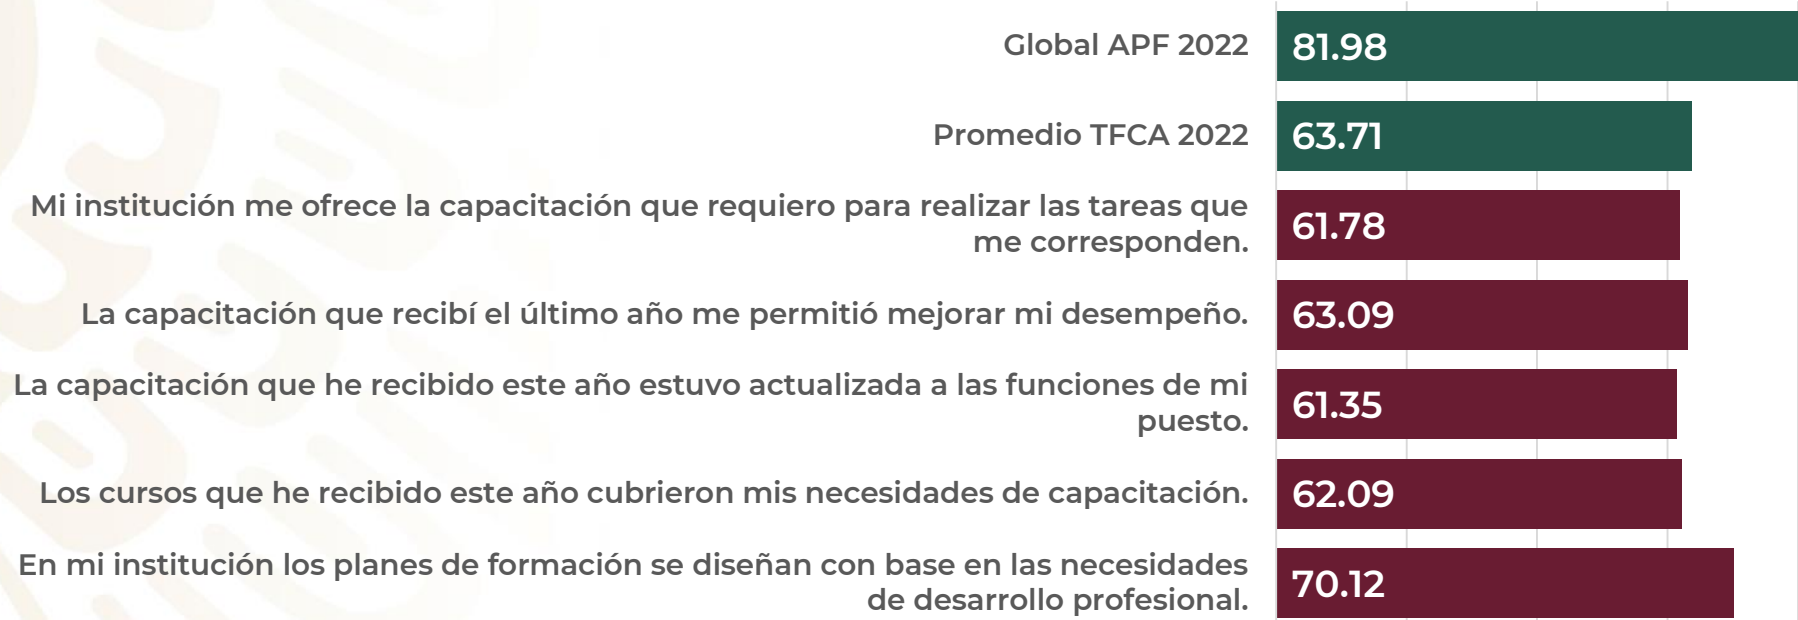 Global APF 2022 81.98
Promedio TFCA 2022 63.71
Mi institución me ofrece la capacitación que requiero para realizar las tareas que
me corresponden. 61.78
La capacitación que recibí el último año me permitió mejorar mi desempeño. 63.09
La capacitación que he recibido este año estuvo actualizada a las funciones de mi
puesto. 61.35
Los cursos que he recibido este año cubrieron mis necesidades de capacitación. 62.09
En mi institución los planes de formación se diseñan con base en las necesidades
de desarrollo profesional. 70.12